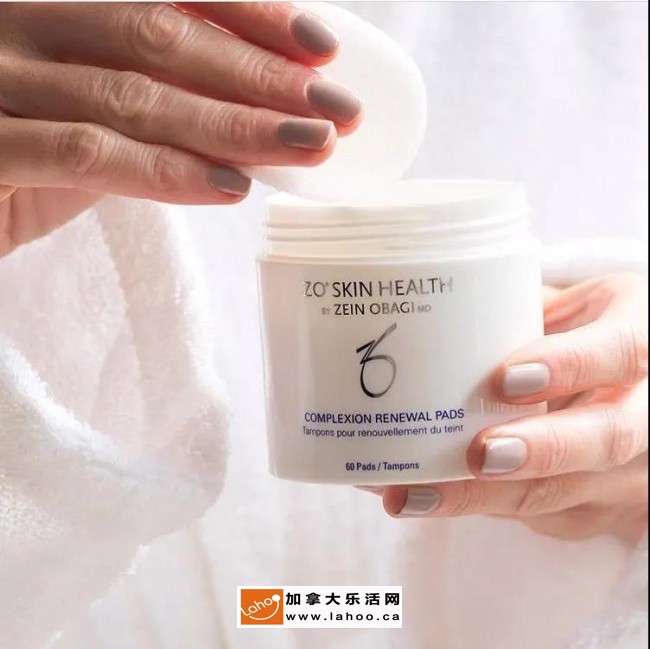 ZO® SKIN HEALTH
BY ZEIN OBAGI MD
COMPLEXION RENEWAL PADS
Tampons pour renouvellement du teint
60 Pads / Tampons
Lahoo
加拿大乐活网
www.lahoo.ca